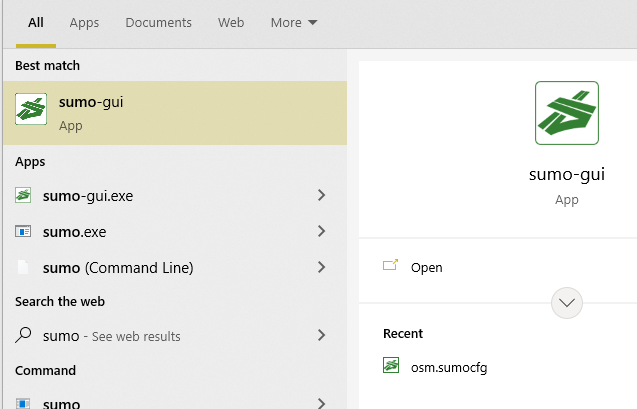 All Apps Documents Web More
Best match
sumo-gui
App
Apps
sumo-gui.exe
sumo.exe
sumo (Command Line)
Search the web
sumo - See web results
Command
sumo
sumo-gui
App
Open
Recent
osm.sumocfg